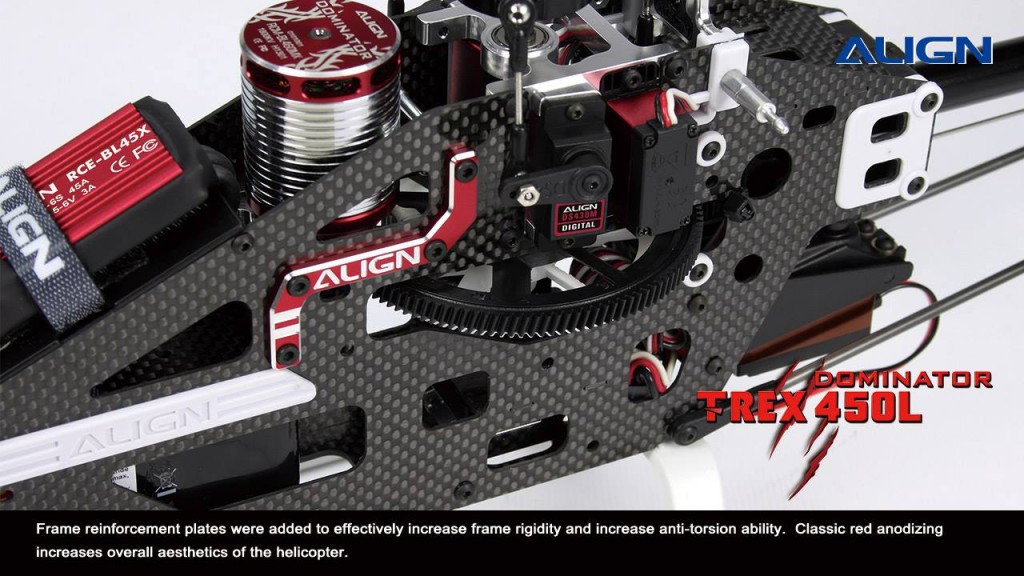 ALIGN
ALIGN
DOMINATOR
RCE-BL45X
CE FC
6S 45A
5-6V 3A
ALIGN
ALIGN
ALIGN
DS430M
DIGITAL
ALIGN
DOMINATOR
TREX 450L
Frame reinforcement plates were added to effectively increase frame rigidity and increase anti-torsion ability. Classic red anodizing
increases overall aesthetics of the helicopter.